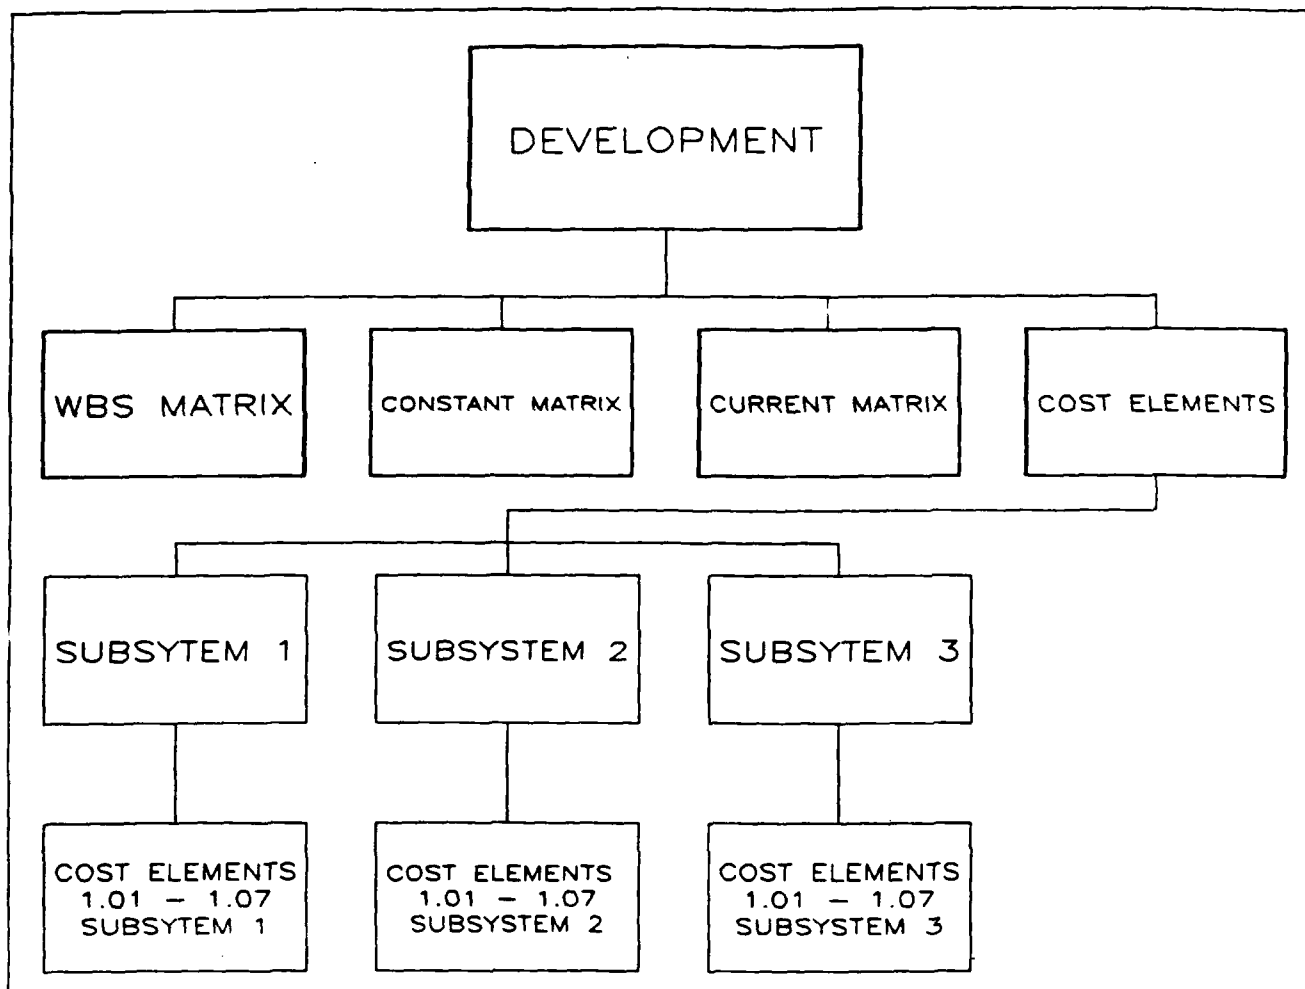 DEVELOPMENT
WBS MATRIX
CONSTANT MATRIX
CURRENT MATRIX
COST ELEMENTS
SUBSYTEM 1
SUBSYSTEM 2
SUBSYTEM 3
COST ELEMENTS
1.01 – 1.07
SUBSYTEM 1
COST ELEMENTS
1.01 – 1.07
SUBSYSTEM 2
COST ELEMENTS
1.01 – 1.07
SUBSYSTEM 3